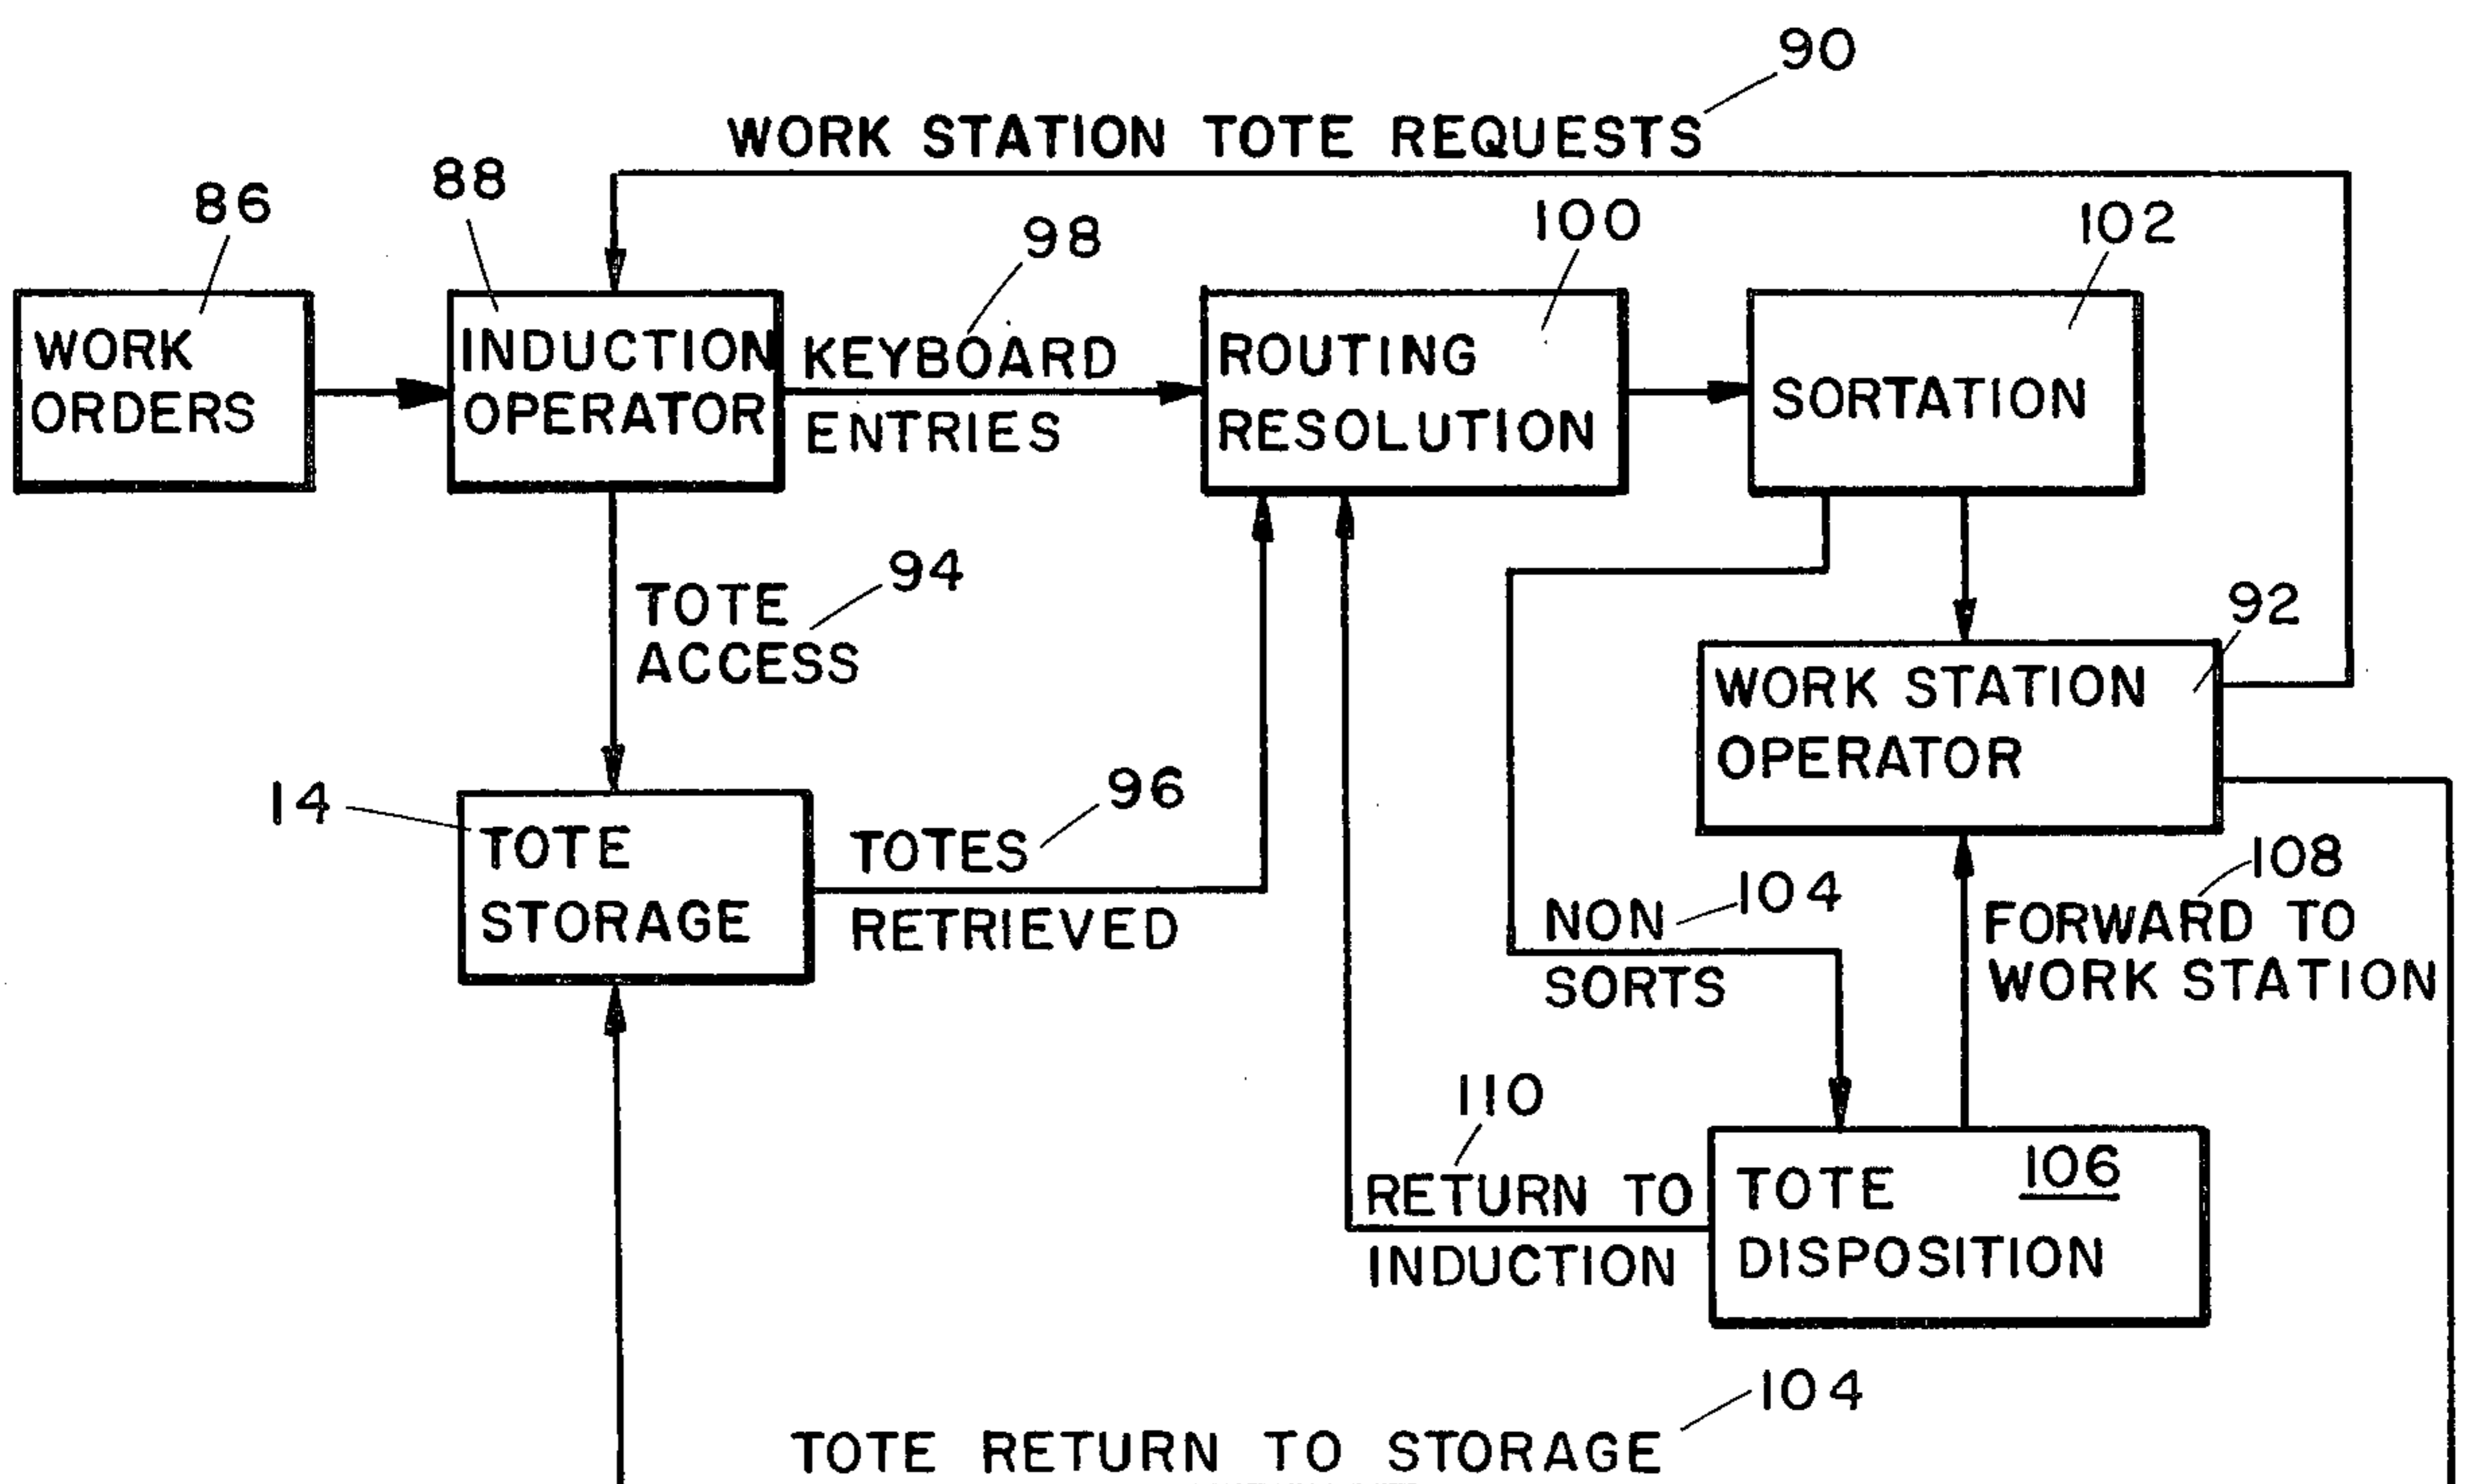 90
WORK STATION TOTE REQUESTS
88
86
98
100
102
WORK
ORDERS
INDUCTION
OPERATOR
KEYBOARD
ENTRIES
ROUTING
RESOLUTION
SORTATION
94
TOTE
ACCESS
92
WORK STATION
OPERATOR
14
TOTE
STORAGE
96
TOTES
RETRIEVED
104
NON
SORTS
108
FORWARD TO
WORK STATION
110
RETURN TO
INDUCTION
106
TOTE
DISPOSITION
104
TOTE RETURN TO STORAGE